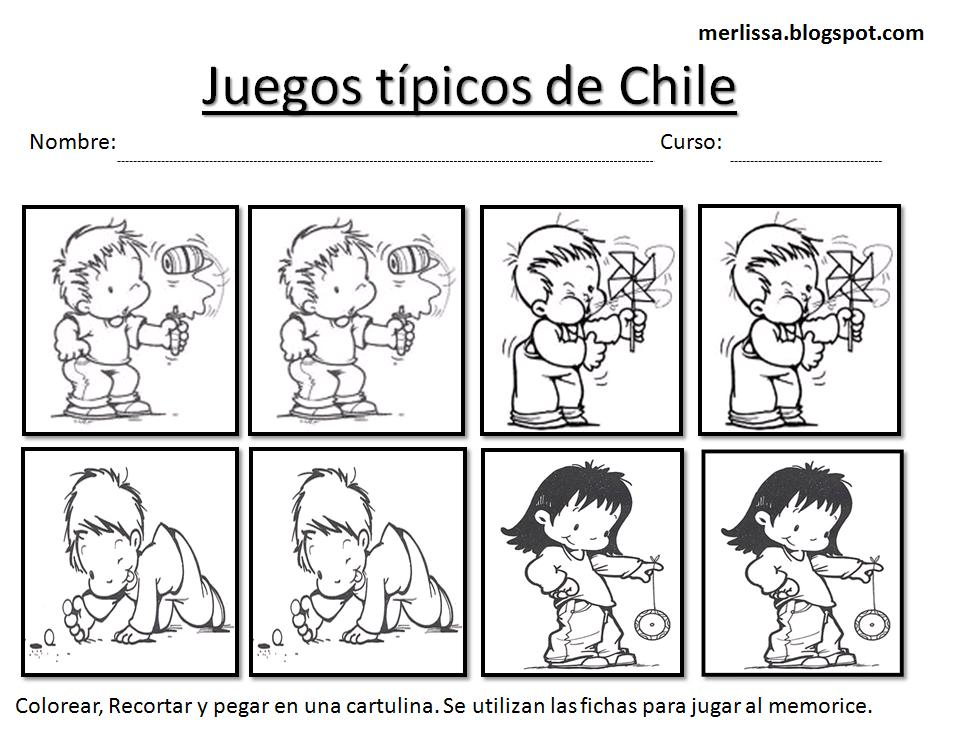 merlissa.blogspot.com
Juegos típicos de Chile
Nombre: Curso:
Colorear, Recortar y pegar en una cartulina. Se utilizan las fichas para jugar al memorice.